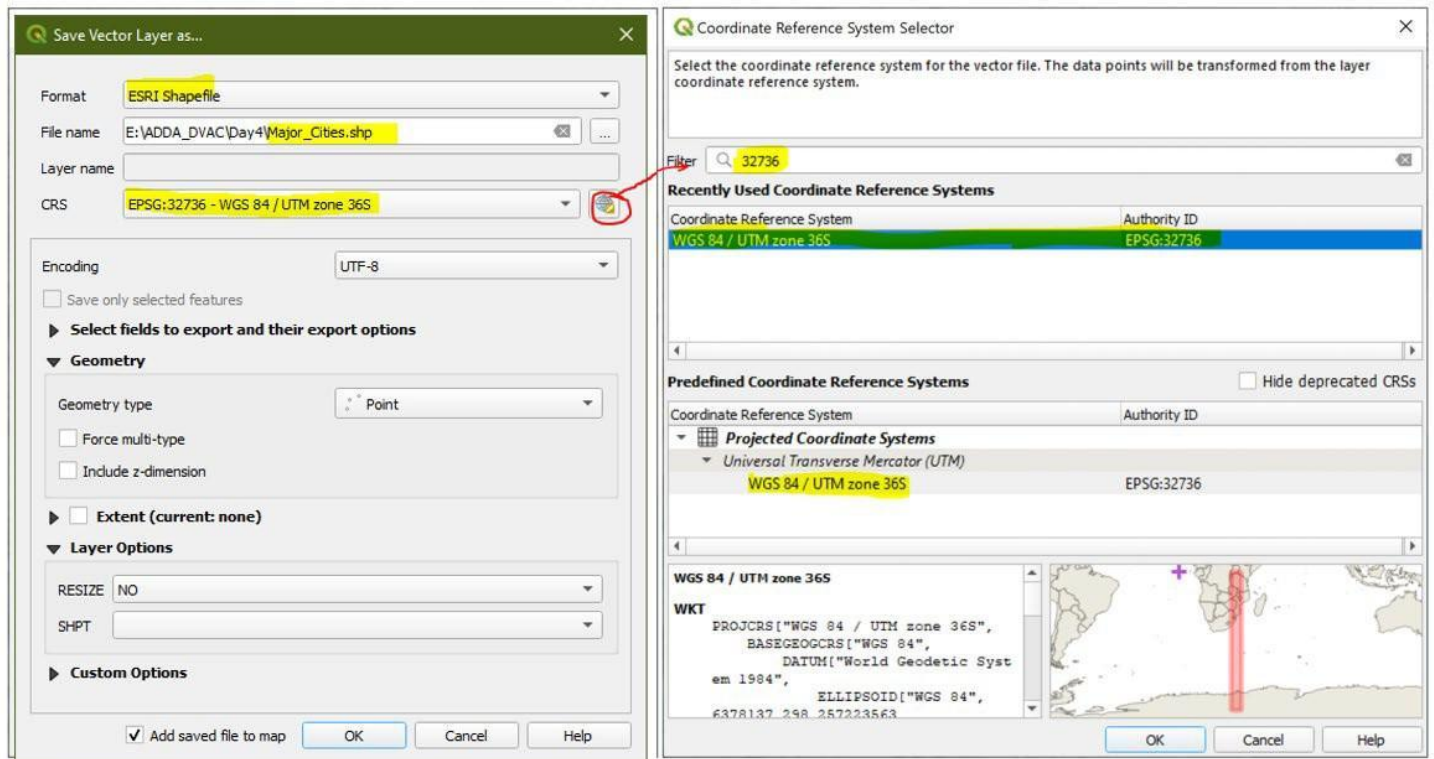 Save Vector Layer as...
Format ESRI Shapefile
File name E:\ADDA_DVAC\Day4\Major_Cities.shp ...
Layer name
CRS EPSG:32736 - WGS 84 / UTM zone 36S
Encoding UTF-8
Save only selected features
Select fields to export and their export options
Geometry
Geometry type Point
Force multi-type
Include z-dimension
Extent (current: none)
Layer Options
RESIZE NO
SHPT
Custom Options
Add saved file to map OK Cancel Help
Coordinate Reference System Selector
Select the coordinate reference system for the vector file. The data points will be transformed from the layer
coordinate reference system.
Filter 32736
Recently Used Coordinate Reference Systems
Coordinate Reference System Authority ID
WGS 84 / UTM zone 36S EPSG:32736
Predefined Coordinate Reference Systems Hide deprecated CRSs
Coordinate Reference System Authority ID
Projected Coordinate Systems
Universal Transverse Mercator (UTM)
WGS 84 / UTM zone 36S EPSG:32736
WGS 84 / UTM zone 36S
WKT
PROJCRS["WGS 84 / UTM zone 36S",
BASEGEOGCRS["WGS 84",
DATUM["World Geodetic Syst
em 1984",
ELLIPSOID["WGS 84",
6378137,298.257223563
OK Cancel Help